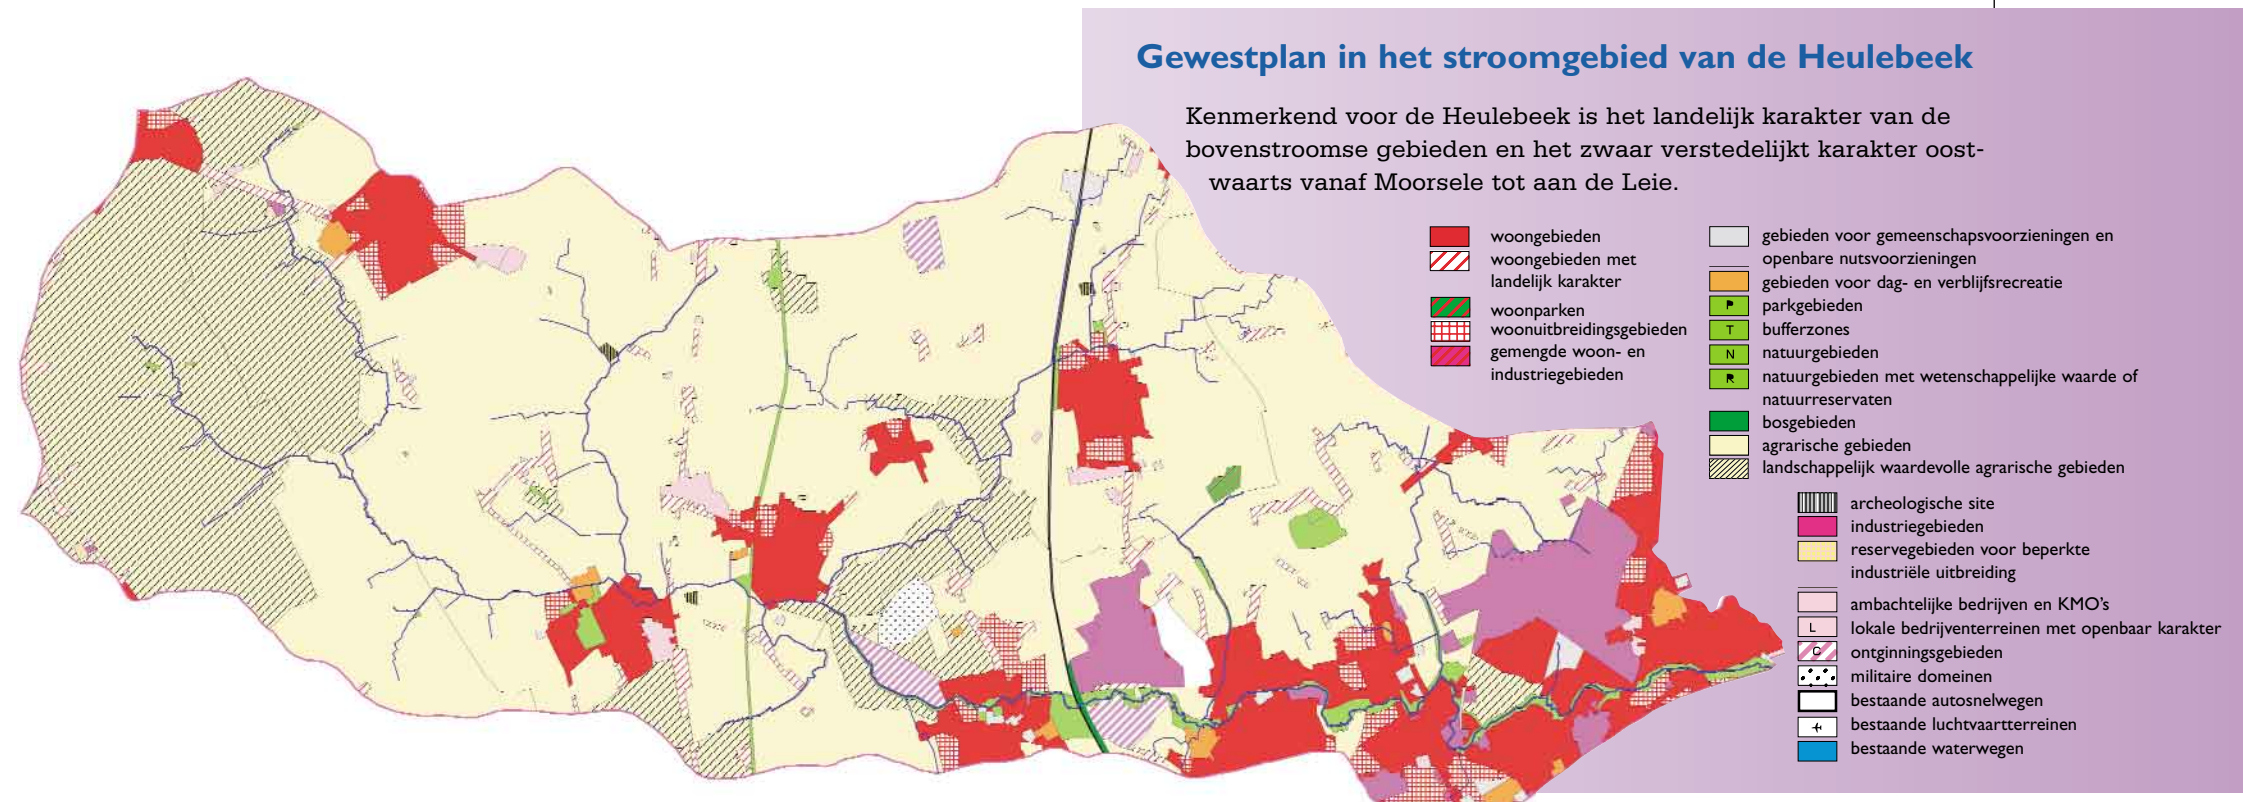 Gewestplan in het stroomgebied van de Heulebeek
Kenmerkend voor de Heulebeek is het landelijk karakter van de
bovenstroomse gebieden en het zwaar verstedelijkt karakter oost-
waarts vanaf Moorsele tot aan de Leie.
woongebieden
woongebieden met
landelijk karakter
woonparken
woonuitbreidingsgebieden
gemengde woon- en
industriegebieden
gebieden voor gemeenschapsvoorzieningen en
openbare nutsvoorzieningen
gebieden voor dag- en verblijfsrecreatie
P parkgebieden
T bufferzones
N natuurgebieden
R natuurgebieden met wetenschappelijke waarde of
natuurreservaten
bosgebieden
agrarische gebieden
landschappelijk waardevolle agrarische gebieden
archeologische site
industriegebieden
reservegebieden voor beperkte
industriële uitbreiding
ambachtelijke bedrijven en KMO's
L lokale bedrijventerreinen met openbaar karakter
C ontginningsgebieden
militaire domeinen
bestaande autosnelwegen
bestaande luchtvaartterreinen
bestaande waterwegen